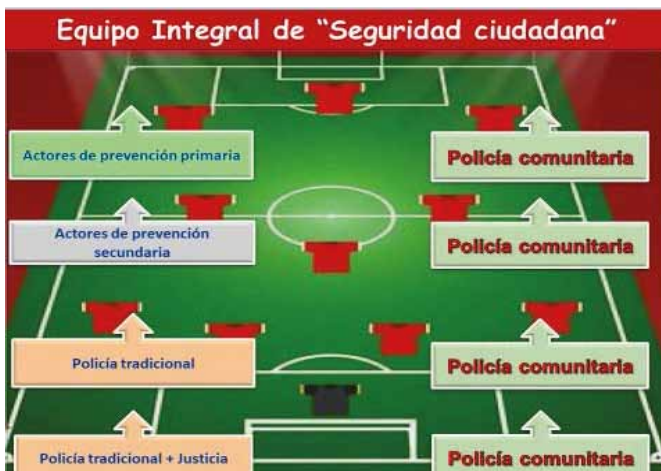 Equipo Integral de “Seguridad ciudadana”
Actores de prevención primaria
Policía comunitaria
Actores de prevención
secundaria
Policía comunitaria
Policía tradicional
Policía comunitaria
Policía tradicional + Justicia
Policía comunitaria